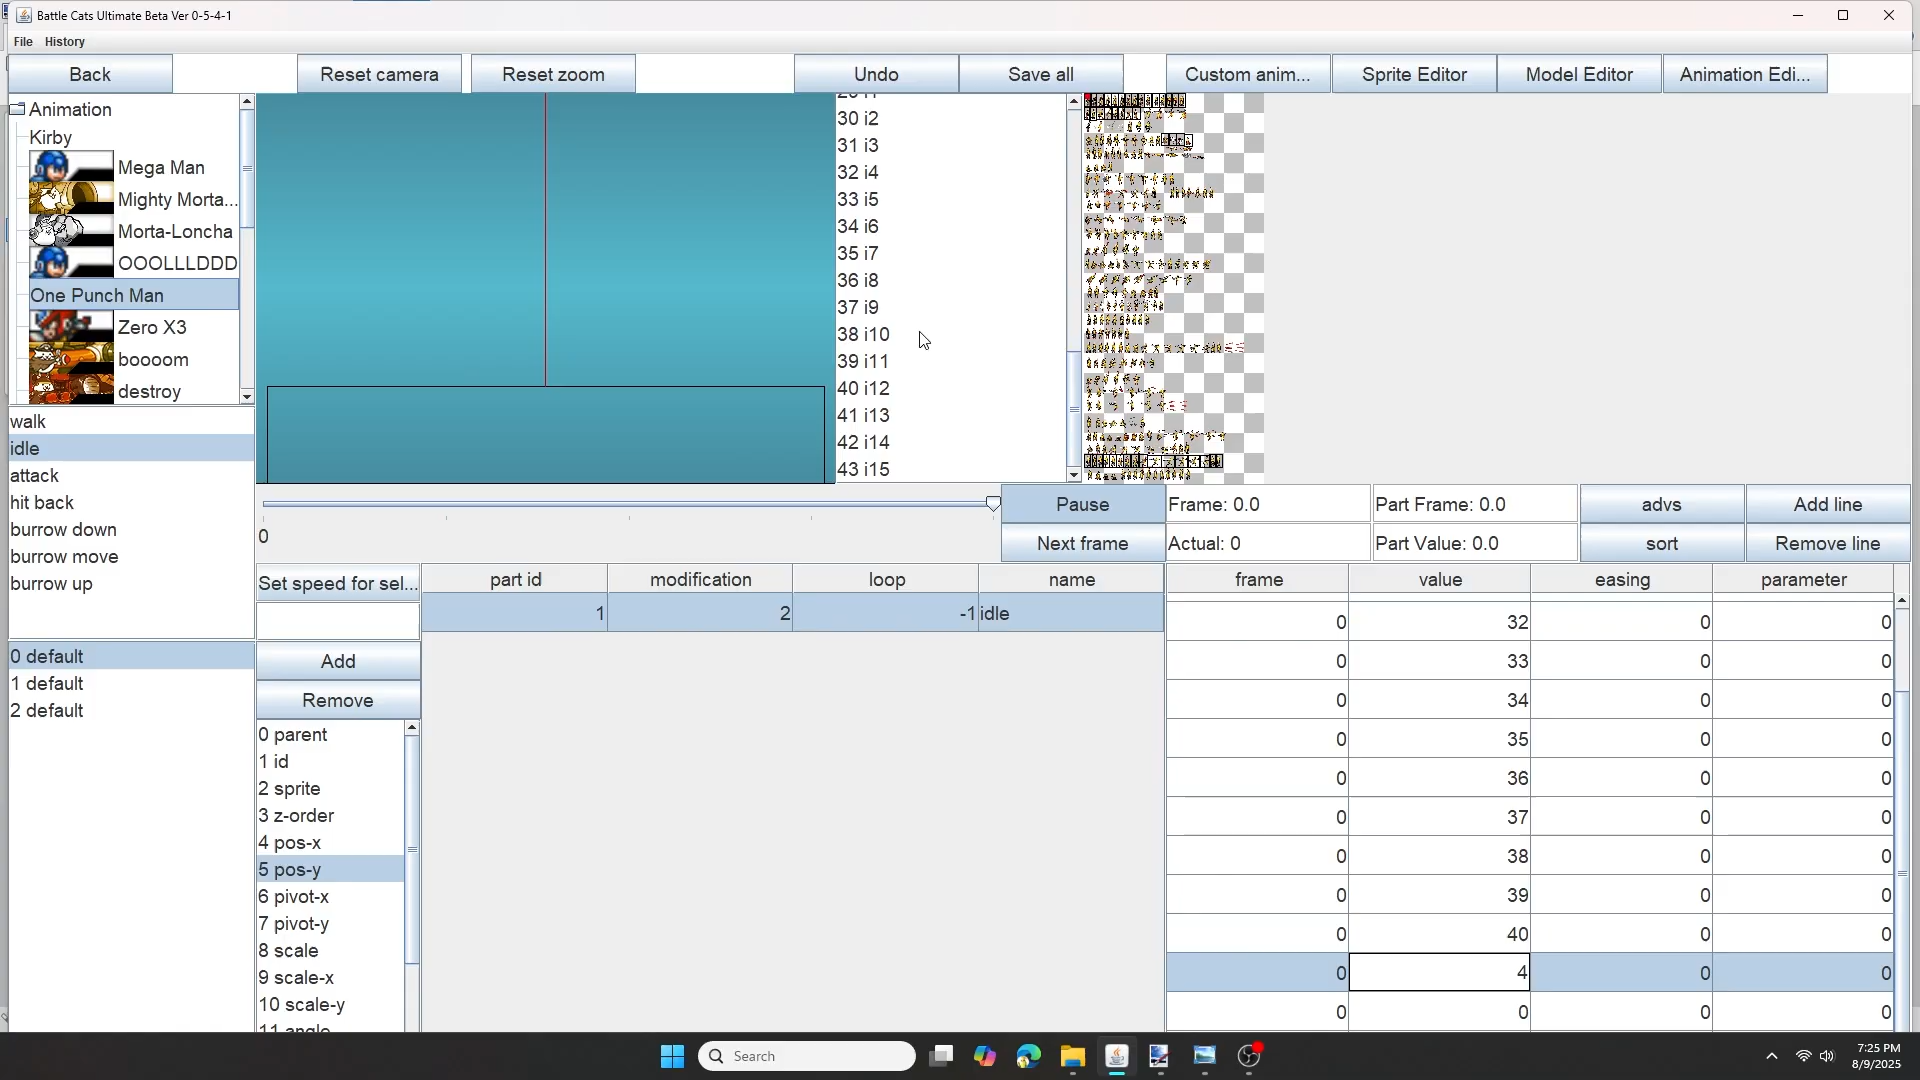 Battle Cats Ultimate Beta Ver 0-5-4-1
File History
Back Reset camera Reset zoom Undo Save all Custom anim... Sprite Editor Model Editor Animation Edi...
Animation
Kirby
Mega Man
Mighty Morta...
Morta-Loncha
OOOLLLDDD
One Punch Man
Zero X3
boooom
destroy
30 i2
31 i3
32 i4
33 i5
34 i6
35 i7
36 i8
37 i9
38 i10
39 i11
40 i12
41 i13
42 i14
43 i15
walk
idle
attack
hit back
burrow down
burrow move
burrow up
0
Pause Frame: 0.0 Part Frame: 0.0 advs Add line
Next frame Actual: 0 Part Value: 0.0 sort Remove line
0 default
1 default
2 default
Set speed for sel...
Add
Remove
0 parent
1 id
2 sprite
3 z-order
4 pos-x
5 pos-y
6 pivot-x
7 pivot-y
8 scale
9 scale-x
10 scale-y
11 angle
part id modification loop name
1 2 -1 idle
frame value easing parameter
0 32 0 0
0 33 0 0
0 34 0 0
0 35 0 0
0 36 0 0
0 37 0 0
0 38 0 0
0 39 0 0
0 40 0 0
0 4 0 0
0 0 0 0
Search
7:25 PM
8/9/2025